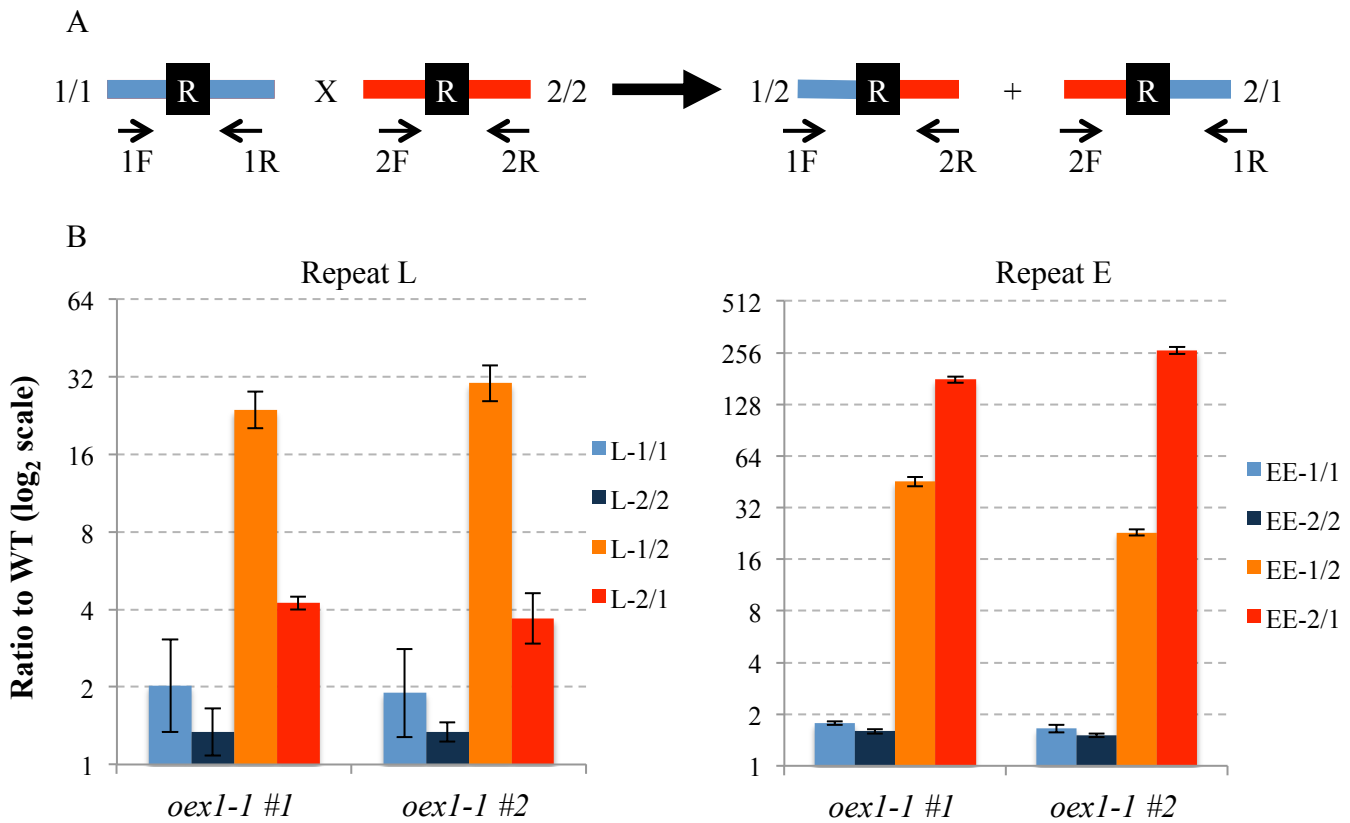 A
1/1 R X R 2/2 1/2 R + R 2/1
1F 1R 2F 2R 1F 2R 2F 1R
B
Repeat L
Ratio to WT (log2 scale)
64
32
16
8
4
2
1
oex1-1 #1 oex1-1 #2
L-1/1
L-2/2
L-1/2
L-2/1
Repeat E
512
256
128
64
32
16
8
4
2
1
oex1-1 #1 oex1-1 #2
EE-1/1
EE-2/2
EE-1/2
EE-2/1